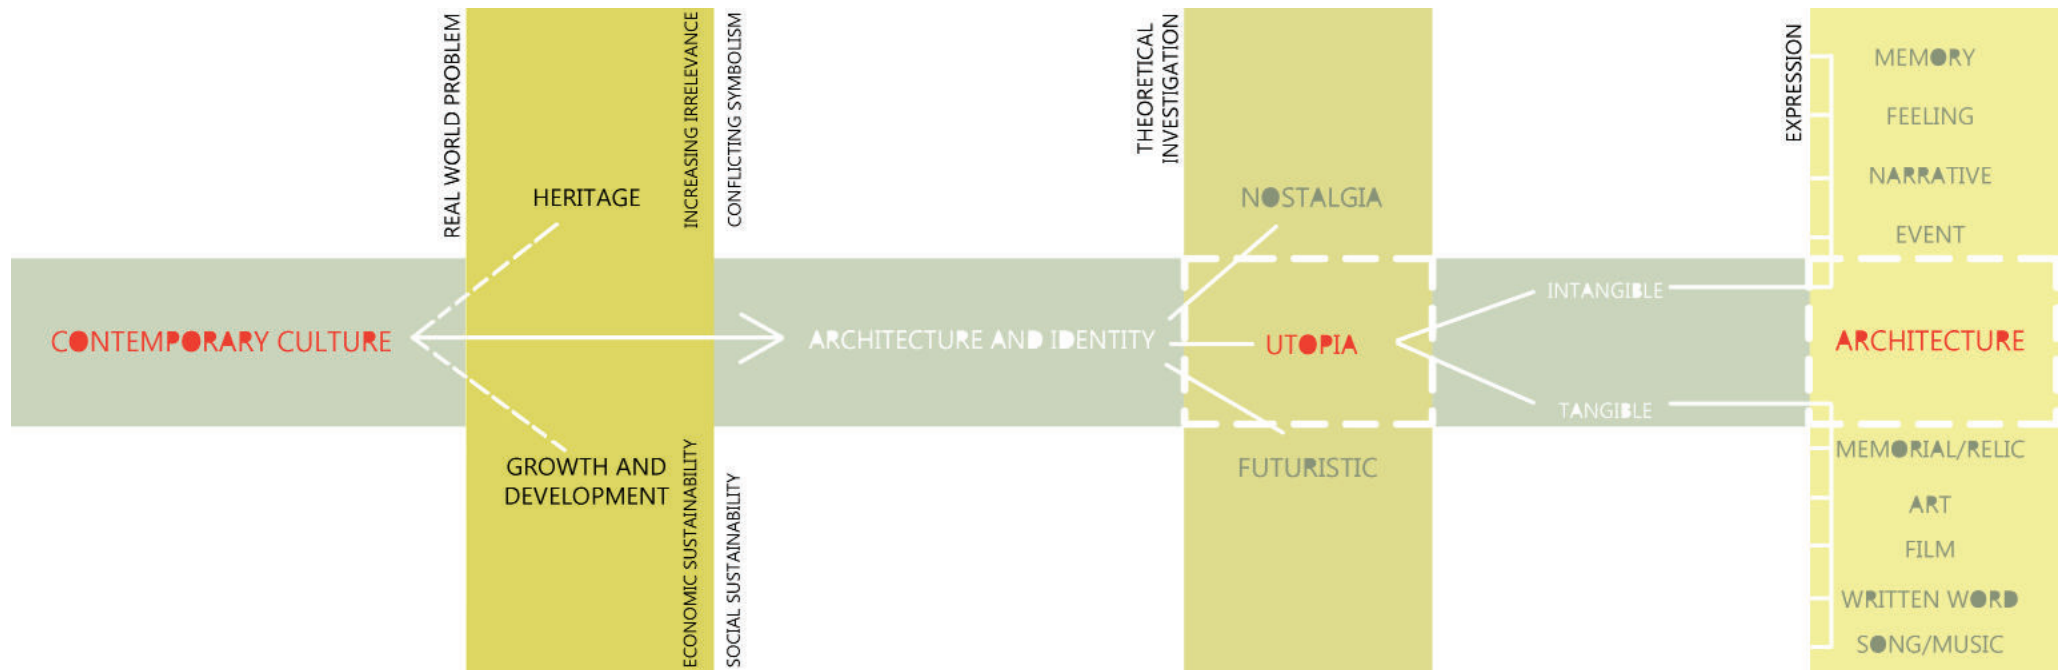 REAL WORLD PROBLEM
INCREASING IRRELEVANCE
CONFLICTING SYMBOLISM
HERITAGE
CONTEMPORARY CULTURE
GROWTH AND
DEVELOPMENT
ECONOMIC SUSTAINABILITY
SOCIAL SUSTAINABILITY
ARCHITECTURE AND IDENTITY
THEORETICAL
INVESTIGATION
NOSTALGIA
UTOPIA
FUTURISTIC
INTANGIBLE
TANGIBLE
EXPRESSION
MEMORY
FEELING
NARRATIVE
EVENT
ARCHITECTURE
MEMORIAL/RELIC
ART
FILM
WRITTEN WORD
SONG/MUSIC